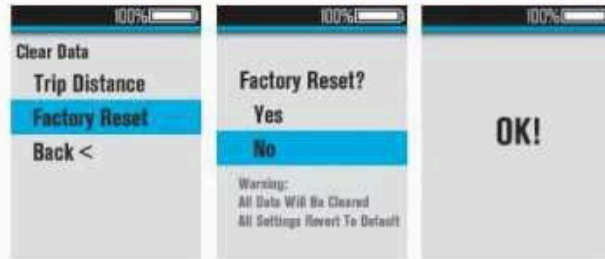 100%
Clear Data
Trip Distance
Factory Reset
Back <
100%
Factory Reset?
Yes
No
Warning:
All Data Will Be Cleared
All Settings Revert To Default
100%
OK!